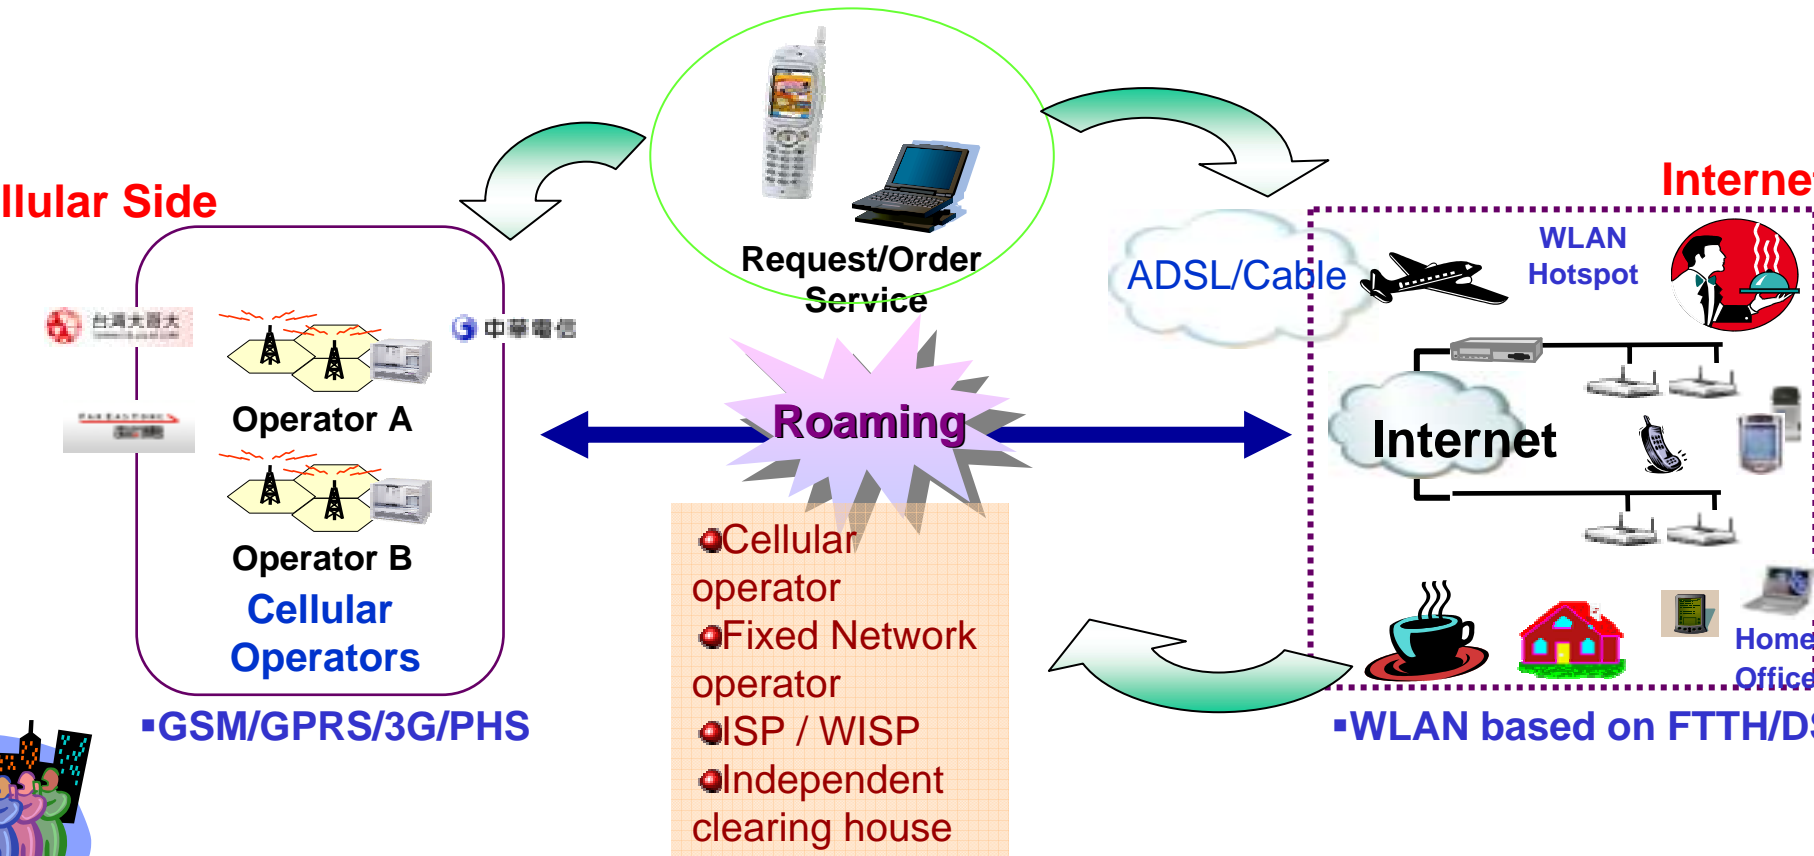 Request/Order
Service
llular Side
Internet
ADSL/Cable
WLAN
Hotspot
台灣大哥大
中華電信
Operator A
Operator B
Cellular
Operators
▪GSM/GPRS/3G/PHS
Roaming
Cellular
operator
Fixed Network
operator
ISP / WISP
Independent
clearing house
Internet
Home
Office
▪WLAN based on FTTH/DS